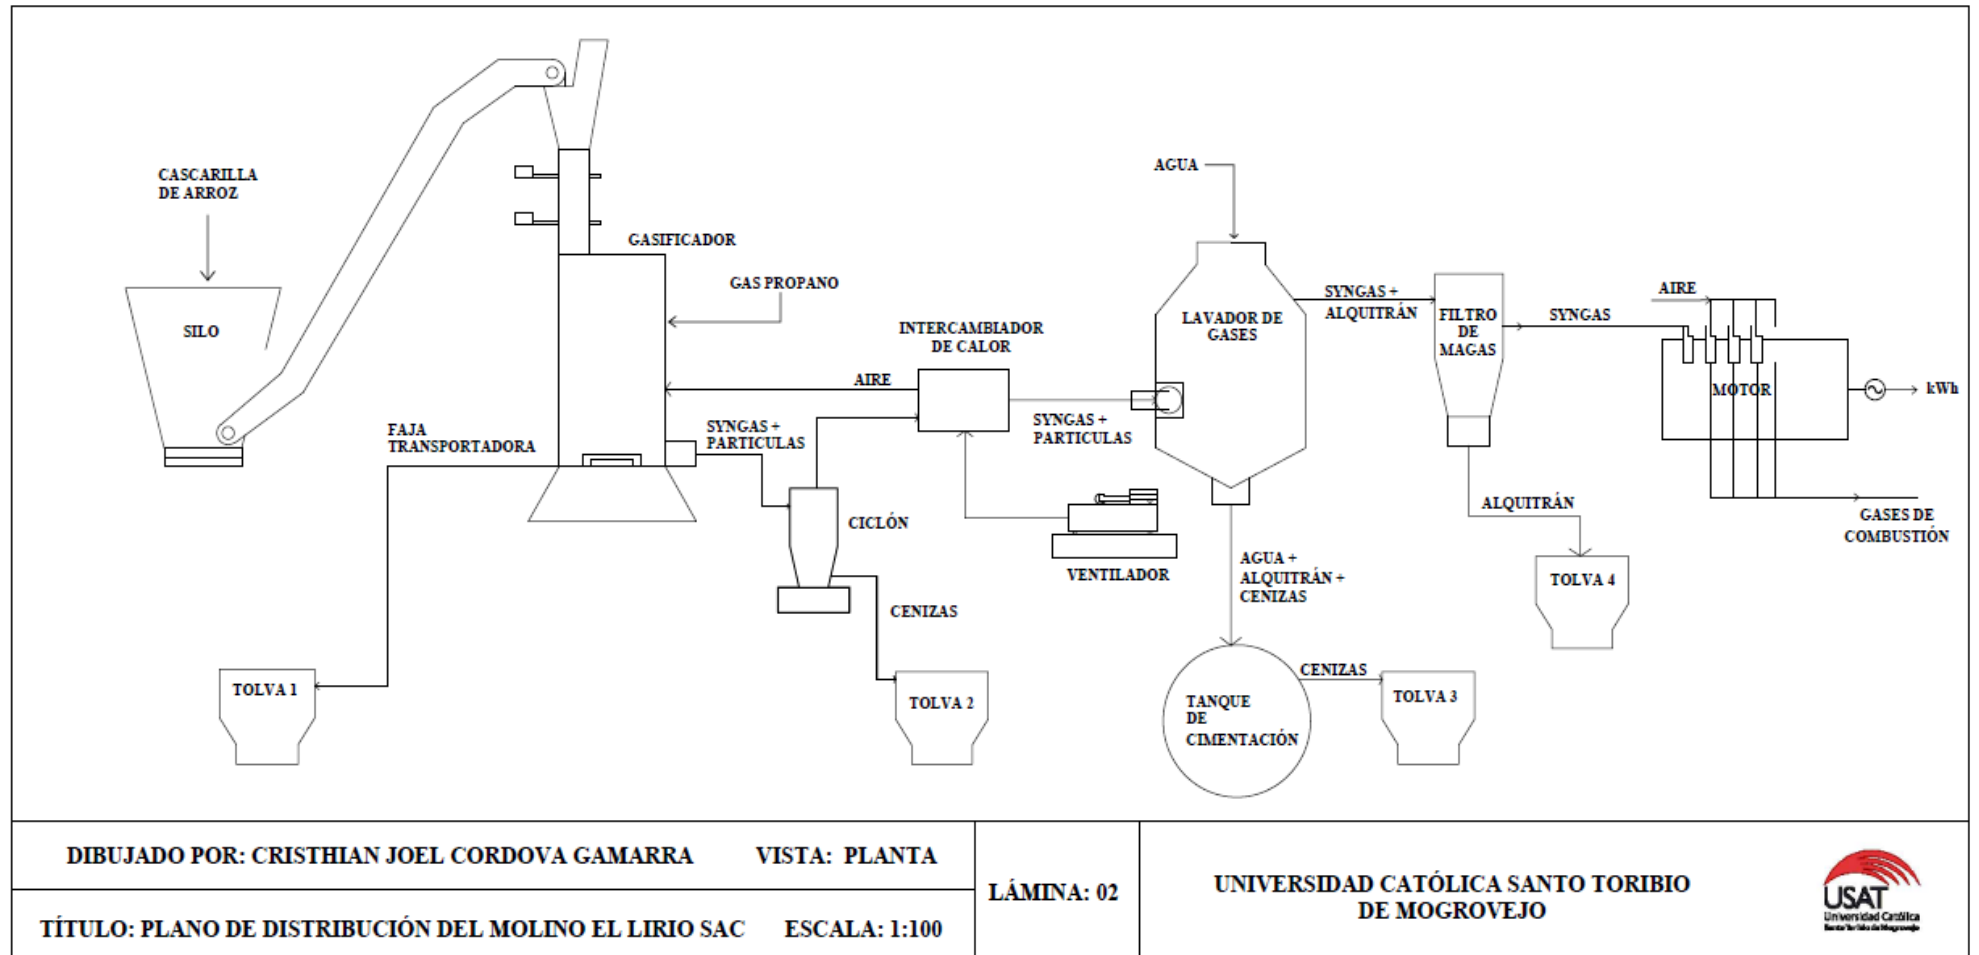 CASCARILLA
DE ARROZ
SILO
FAJA
TRANSPORTADORA
GASIFICADOR
GAS PROPANO
INTERCAMBIADOR
DE CALOR
AIRE
SYNGAS +
PARTICULAS
SYNGAS +
PARTICULAS
CICLÓN
CENIZAS
VENTILADOR
TOLVA 1
TOLVA 2
AGUA
LAVADOR DE
GASES
SYNGAS +
ALQUITRÁN
FILTRO
DE
MAGAS
SYNGAS
AIRE
MOTOR
kWh
GASES DE
COMBUSTIÓN
ALQUITRÁN
TOLVA 4
AGUA +
ALQUITRÁN +
CENIZAS
TANQUE
DE
CIMENTACIÓN
CENIZAS
TOLVA 3
DIBUJADO POR: CRISTHIAN JOEL CORDOVA GAMARRA VISTA: PLANTA
TÍTULO: PLANO DE DISTRIBUCIÓN DEL MOLINO EL LIRIO SAC ESCALA: 1:100
LÁMINA: 02
UNIVERSIDAD CATÓLICA SANTO TORIBIO
DE MOGROVEJO
USAT
Universidad Católica
Santo Toribio de Mogrovejo